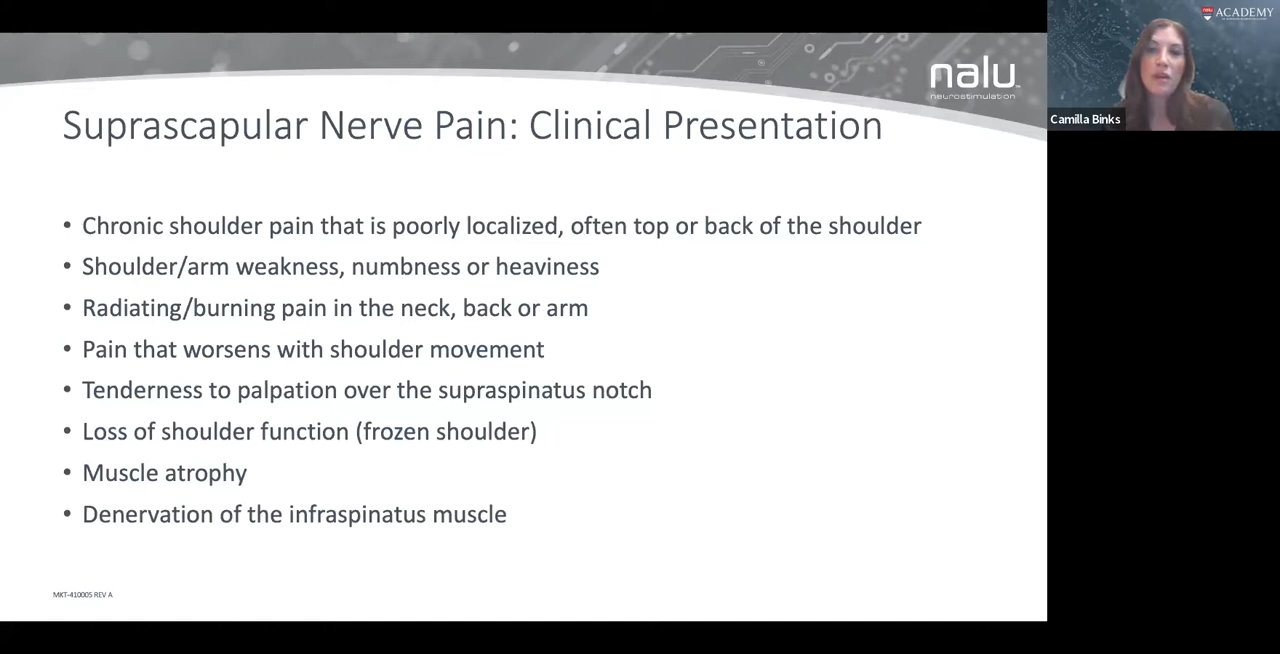 nalu ACADEMY
nalu™
neurostimulation
Camilla Binks
Suprascapular Nerve Pain: Clinical Presentation
• Chronic shoulder pain that is poorly localized, often top or back of the shoulder
• Shoulder/arm weakness, numbness or heaviness
• Radiating/burning pain in the neck, back or arm
• Pain that worsens with shoulder movement
• Tenderness to palpation over the supraspinatus notch
• Loss of shoulder function (frozen shoulder)
• Muscle atrophy
• Denervation of the infraspinatus muscle
MKT-410005 REV A